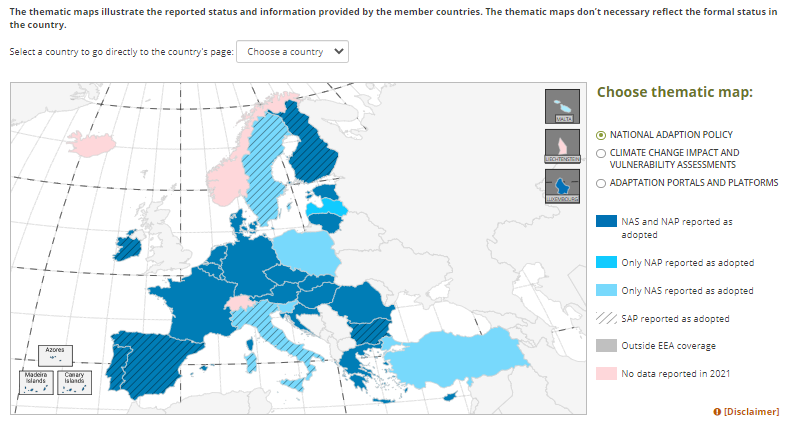 The thematic maps illustrate the reported status and information provided by the member countries. The thematic maps don't necessary reflect the formal status in
the country.
Select a country to go directly to the country's page:
Choose a country
Choose thematic map:
MALTA
LIECHTENSTEIN
LUXEMBOURG
NATIONAL ADAPTION POLICY
CLIMATE CHANGE IMPACT AND
VULNERABILITY ASSESSMENTS
ADAPTATION PORTALS AND PLATFORMS
NAS and NAP reported as
adopted
Only NAP reported as adopted
Only NAS reported as adopted
SAP reported as adopted
Outside EEA coverage
No data reported in 2021
Azores
Madeira
Islands
Canary
Islands
[Disclaimer]